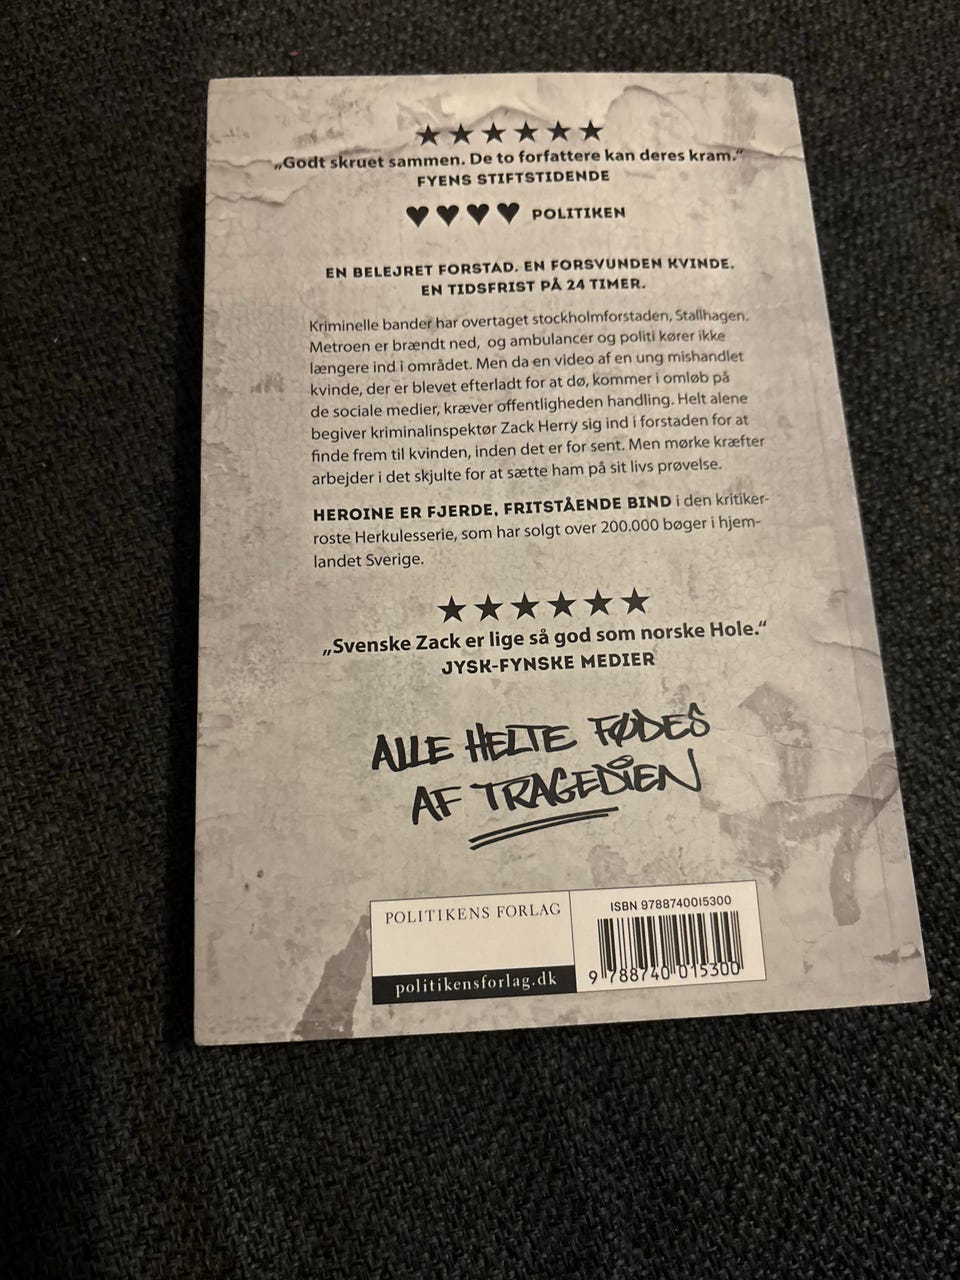 ★★★★★★
„Godt skruet sammen. De to forfattere kan deres kram.“
FYENS STIFTSTIDENDE
♥♥♥♥ POLITIKEN
EN BELEJRET FORSTAD. EN FORSVUNDEN KVINDE.
EN TIDSFRIST PÅ 24 TIMER.
Kriminelle bander har overtaget stockholmforstaden, Stallhagen.
Metroen er brændt ned, og ambulancer og politi kører ikke
længere ind i området. Men da en video af en ung mishandlet
kvinde, der er blevet efterladt for at dø, kommer i omløb på
de sociale medier, kræver offentligheden handling. Helt alene
begiver kriminalinspektør Zack Herry sig ind i forstaden for at
finde frem til kvinden, inden det er for sent. Men mørke kræfter
arbejder i det skjulte for at sætte ham på sit livs prøvelse.
HEROINE ER FJERDE, FRITSTÅENDE BIND i den kritiker-
roste Herkulesserie, som har solgt over 200.000 bøger i hjem-
landet Sverige.
★★★★★★
„Svenske Zack er lige så god som norske Hole.“
JYSK-FYNSKE MEDIER
ALLE HELTE FØDES
AF TRAGEDIEN
POLITIKENS FORLAG
politikensforlag.dk
ISBN 9788740015300
9 788740 015300